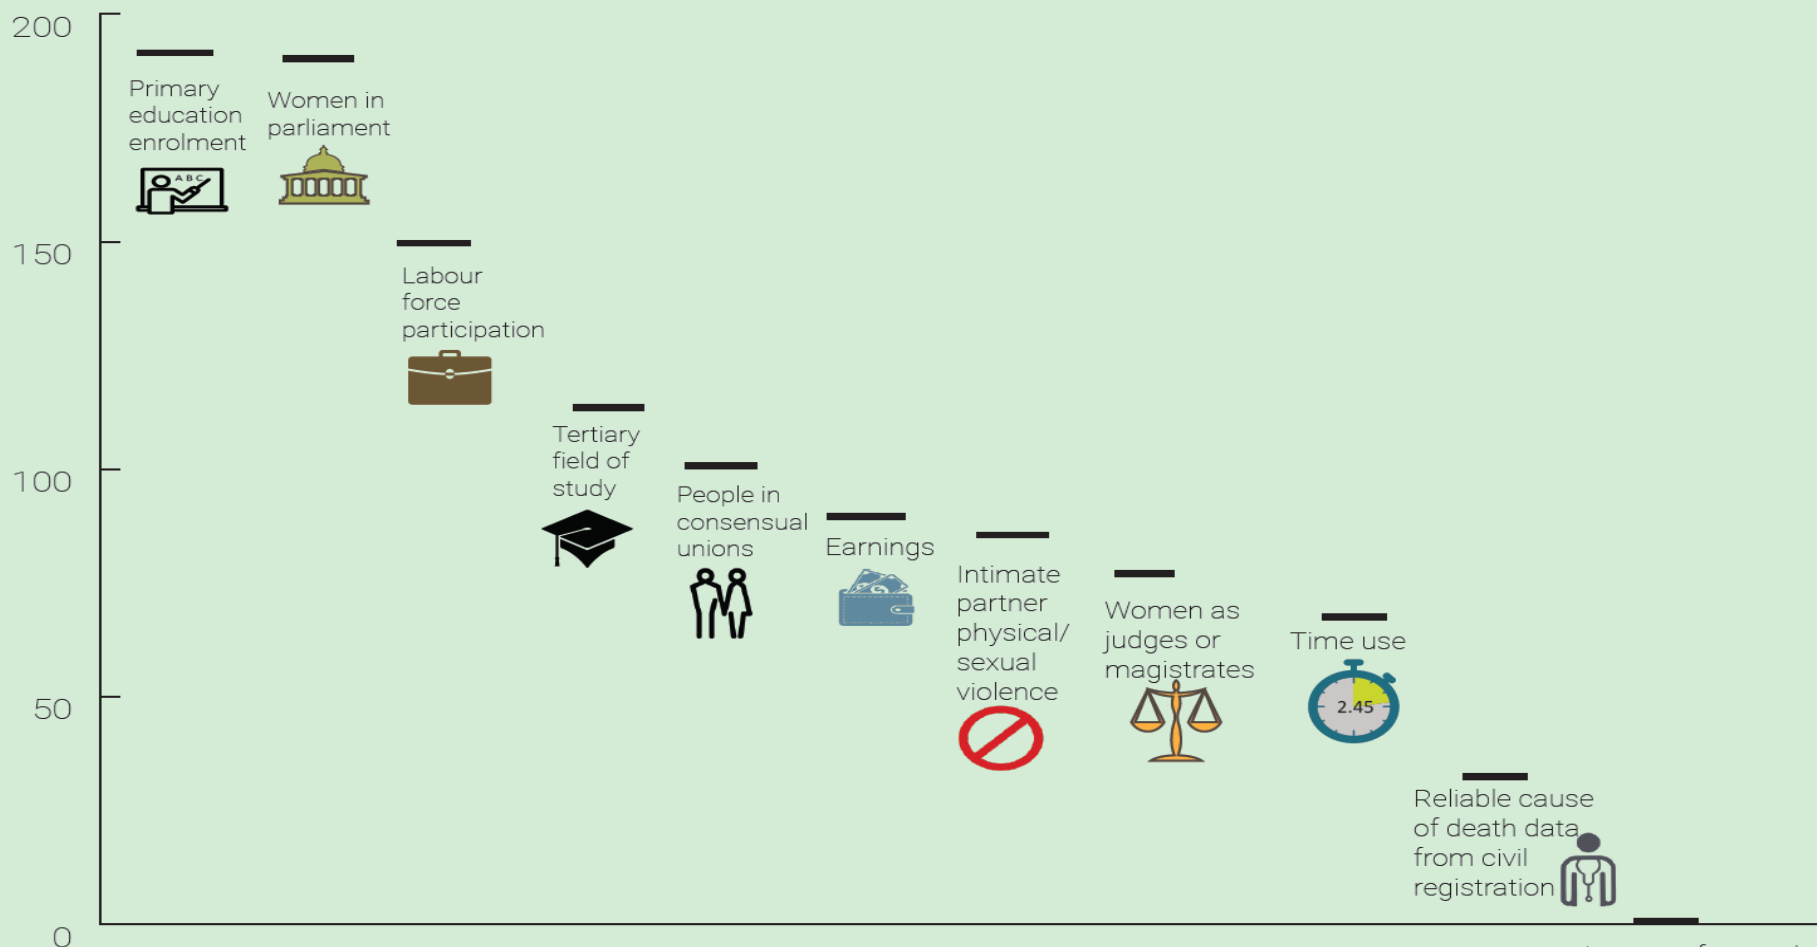 200
150
100
50
0
Primary
education
enrolment
A B C
Women in
parliament
Labour
force
participation
Tertiary
field of
study
People in
consensual
unions
Earnings
Intimate
partner
physical/
sexual
violence
Women as
judges or
magistrates
Time use
2.45
Reliable cause
of death data
from civil
registration